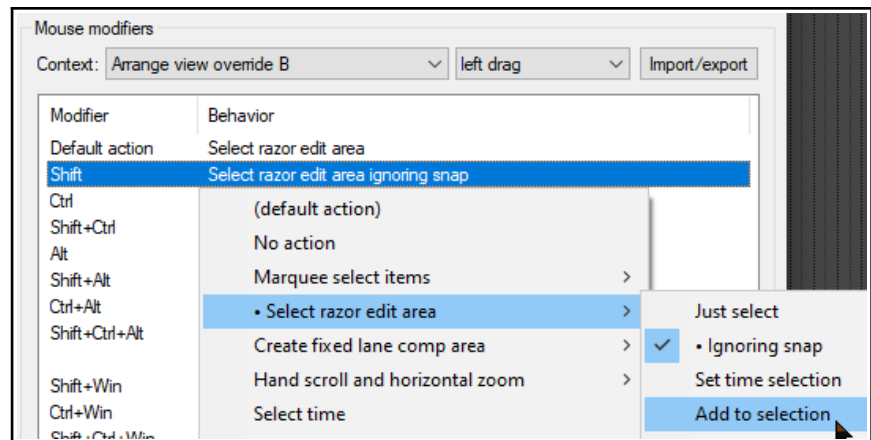 Mouse modifiers
Context: Arrange view override B left drag Import/export
Modifier Behavior
Default action Select razor edit area
Shift Select razor edit area ignoring snap
Ctrl
(default action)
Shift+Ctrl
No action
Alt
Shift+Alt
Marquee select items >
Ctrl+Alt
• Select razor edit area > Just select
Shift+Ctrl+Alt
Create fixed lane comp area > ✓ • Ignoring snap
Shift+Win
Hand scroll and horizontal zoom > Set time selection
Ctrl+Win
Select time Add to selection
Shift+Ctrl+Win